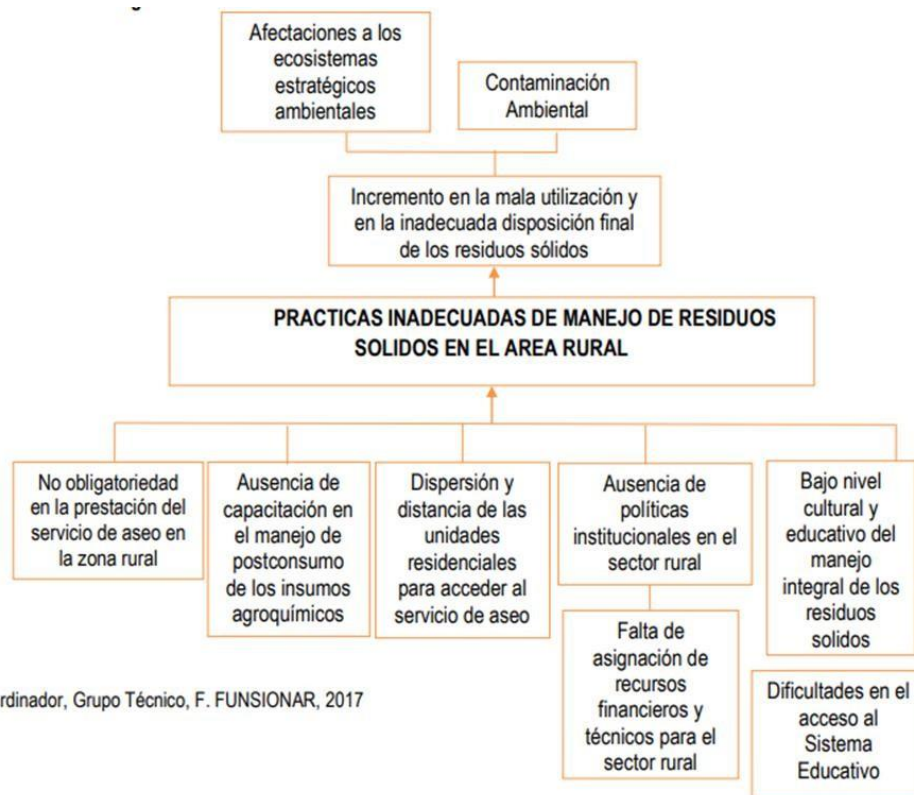 Afectaciones a los
ecosistemas
estratégicos
ambientales
Contaminación
Ambiental
Incremento en la mala utilización y
en la inadecuada disposición final
de los residuos sólidos
PRACTICAS INADECUADAS DE MANEJO DE RESIDUOS
SOLIDOS EN EL AREA RURAL
No obligatoriedad
en la prestación del
servicio de aseo en
la zona rural
Ausencia de
capacitación en
el manejo de
postconsumo
de los insumos
agroquímicos
Dispersión y
distancia de las
unidades
residenciales
para acceder al
servicio de aseo
Ausencia de
políticas
institucionales en el
sector rural
Bajo nivel
cultural y
educativo del
manejo
integral de los
residuos
solidos
Falta de
asignación de
recursos
financieros y
técnicos para el
sector rural
Dificultades en el
acceso al
Sistema
Educativo
rdinador, Grupo Técnico, F. FUNSIONAR, 2017